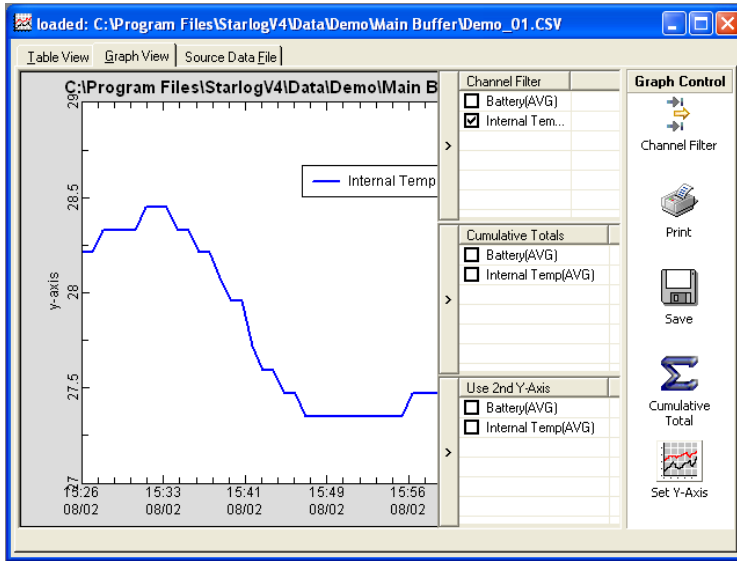 loaded: C:\Program Files\StarlogV4\Data\Demo\Main Buffer\Demo_01.CSV
Table View Graph View Source Data File
C:\Program Files\StarlogV4\Data\Demo\Main B
29
28.5
28
27.5
27
y-axis
Internal Temp
15:26 15:33 15:41 15:49 15:56
08/02 08/02 08/02 08/02 08/02
>
Channel Filter
Battery(AVG)
Internal Tem...
>
Cumulative Totals
Battery(AVG)
Internal Temp(AVG)
>
Use 2nd Y-Axis
Battery(AVG)
Internal Temp(AVG)
Graph Control
Channel Filter
Print
Save
Cumulative
Total
Set Y-Axis